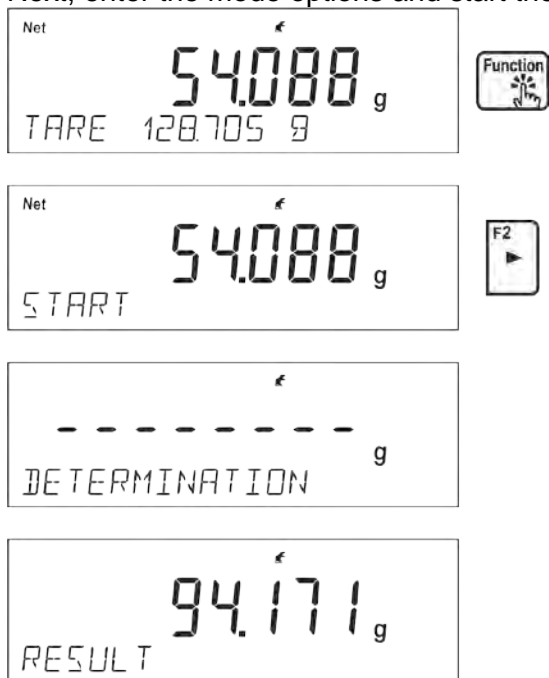 Next, enter the mode options and start the
Net
54.088 g
Function
TARE 128.705 g
Net
54.088 g
F2
START
- - - - - - - - g
DETERMINATION
94.171 g
RESULT